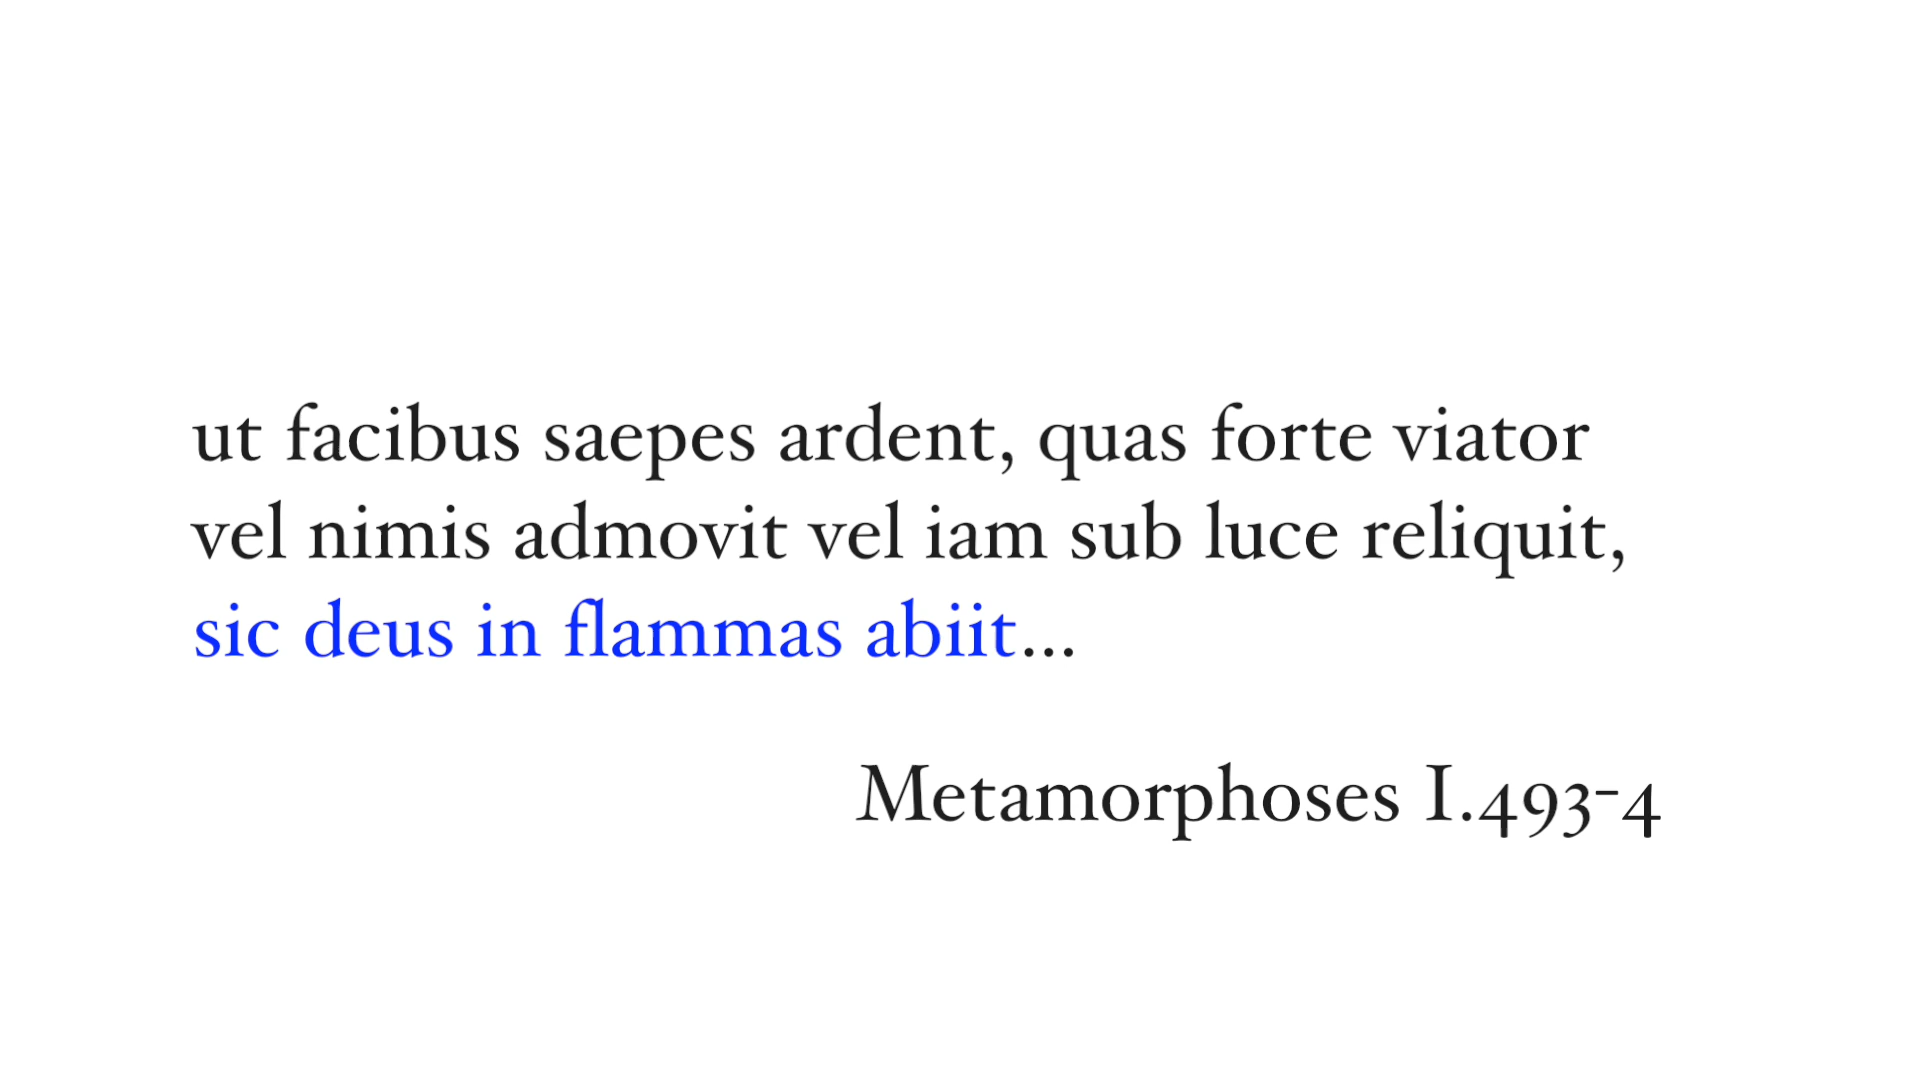 ut facibus saepes ardent, quas forte viator
vel nimis admovit vel iam sub luce reliquit,
sic deus in flammas abiit...
Metamorphoses I.493-4